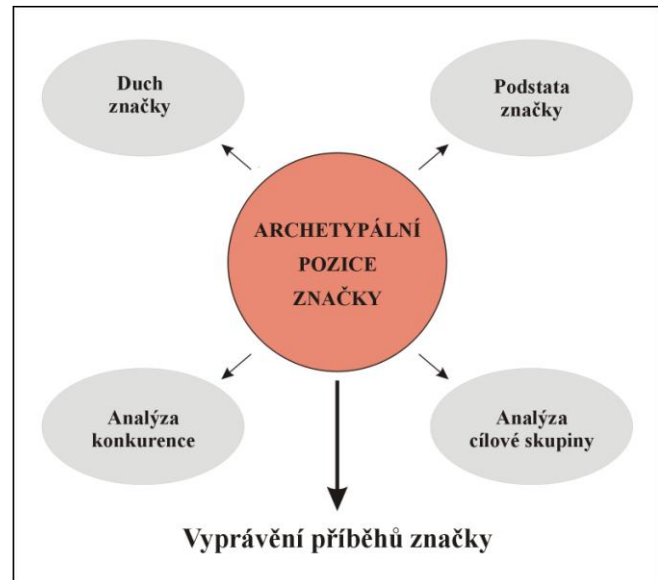 Duch
značky
Podstata
značky
ARCHETYPÁLNÍ
POZICE
ZNAČKY
Analýza
konkurence
Analýza
cílové skupiny
Vyprávění příběhů značky